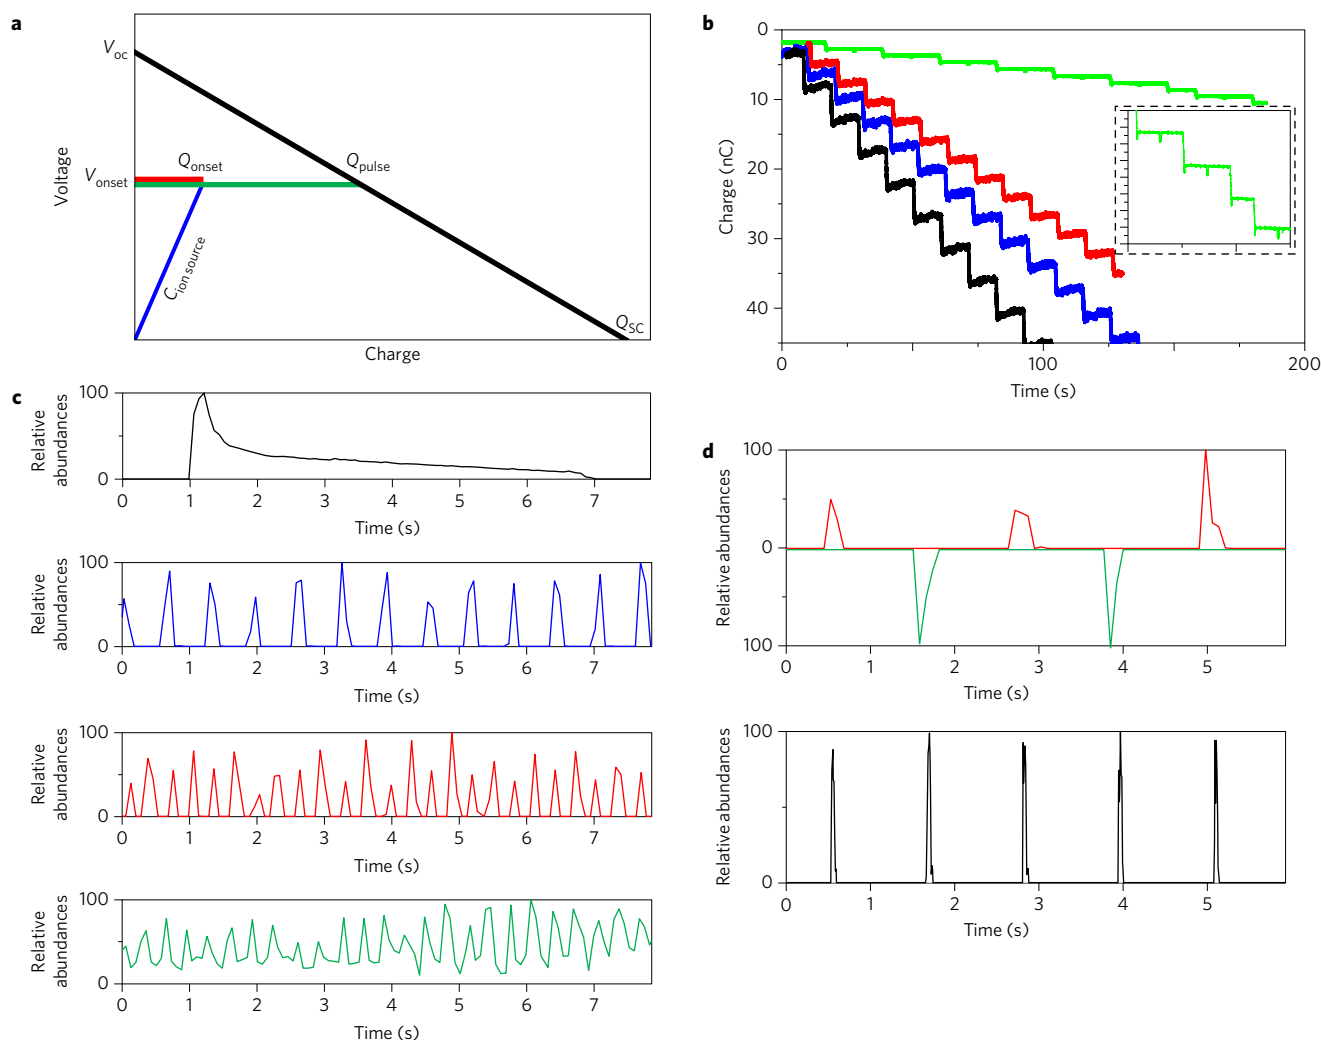 a
V_oc
Q_onset
Q_pulse
V_onset
Voltage
C_ion source
Q_SC
Charge
b
0
10
20
30
40
Charge (nC)
0
100
200
Time (s)
c
Relative
abundances
100
0
0 1 2 3 4 5 6 7
Time (s)
Relative
abundances
100
0
0 1 2 3 4 5 6 7
Time (s)
Relative
abundances
100
0
0 1 2 3 4 5 6 7
Time (s)
Relative
abundances
100
0
0 1 2 3 4 5 6 7
Time (s)
d
Relative abundances
100
0
100
0 1 2 3 4 5
Time (s)
Relative abundances
100
0
0 1 2 3 4 5
Time (s)